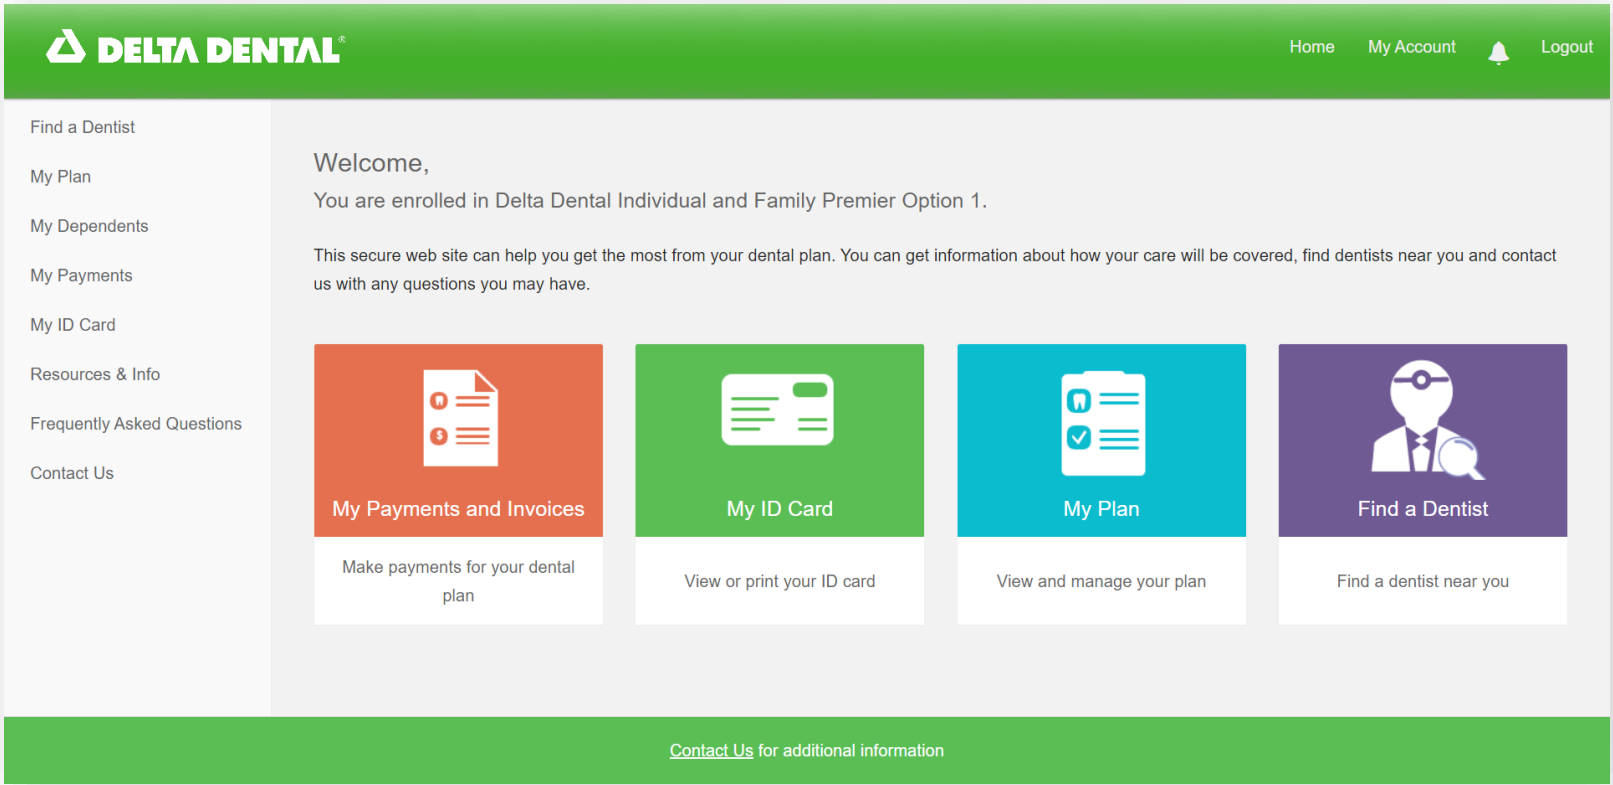 DELTA DENTAL®
Home
My Account
Logout
Find a Dentist
My Plan
My Dependents
My Payments
My ID Card
Resources & Info
Frequently Asked Questions
Contact Us
Welcome,
You are enrolled in Delta Dental Individual and Family Premier Option 1.
This secure web site can help you get the most from your dental plan. You can get information about how your care will be covered, find dentists near you and contact
us with any questions you may have.
$
My Payments and Invoices
Make payments for your dental
plan
My ID Card
View or print your ID card
My Plan
View and manage your plan
Find a Dentist
Find a dentist near you
Contact Us for additional information